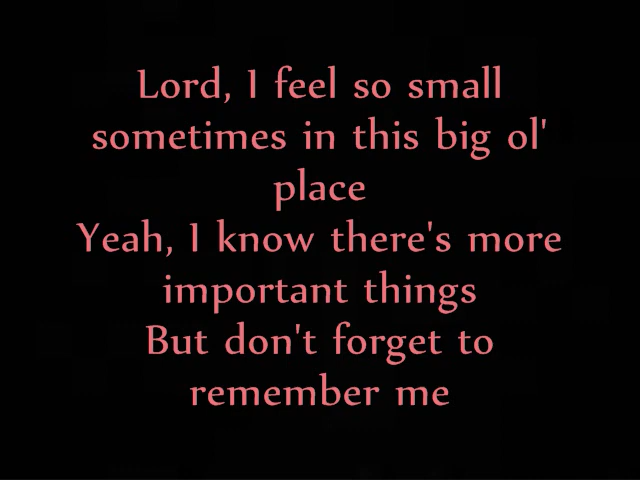 Lord, I feel so small
sometimes in this big ol'
place
Yeah, I know there's more
important things
But don't forget to
remember me